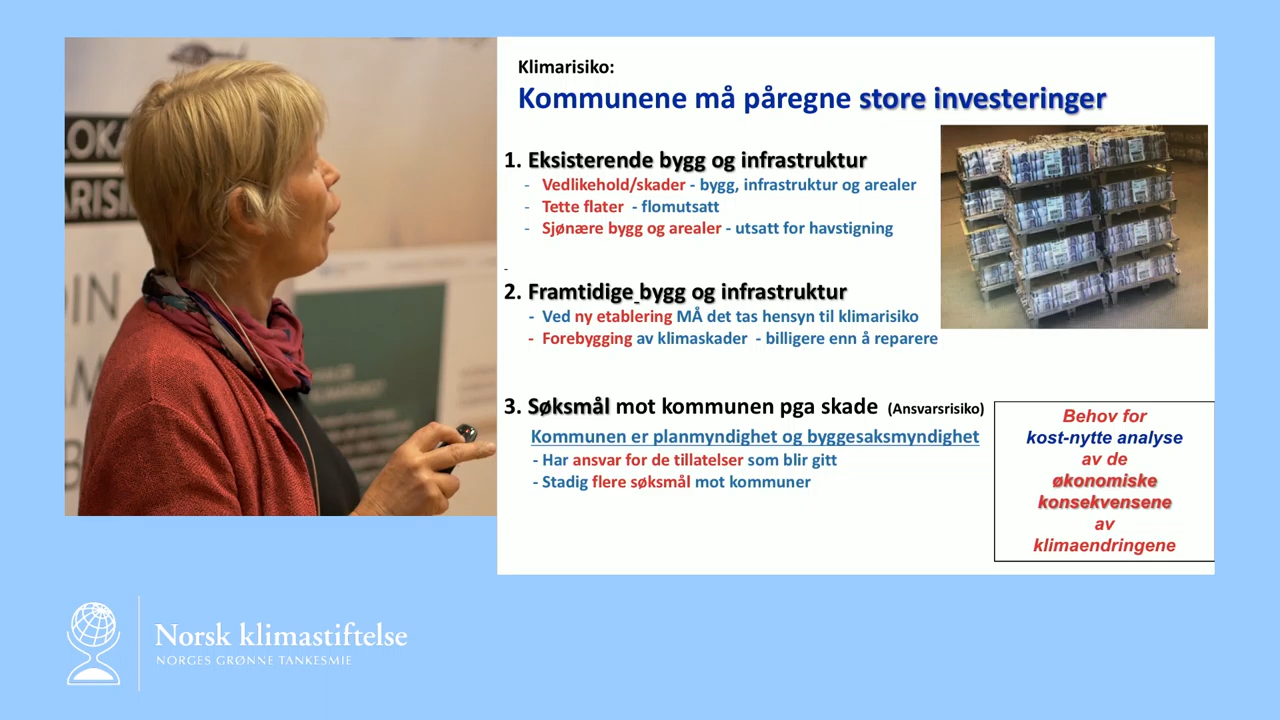 LOKA
ARISI
DIN
Klimarisiko:
Kommunene må påregne store investeringer
1. Eksisterende bygg og infrastruktur
- Vedlikehold/skader - bygg, infrastruktur og arealer
- Tette flater - flomutsatt
- Sjønære bygg og arealer - utsatt for havstigning
-
2. Framtidige bygg og infrastruktur
- Ved ny etablering MÅ det tas hensyn til klimarisiko
- Forebygging av klimaskader - billigere enn å reparere
3. Søksmål mot kommunen pga skade (Ansvarsrisiko)
Kommunen er planmyndighet og byggesaksmyndighet
- Har ansvar for de tillatelser som blir gitt
- Stadig flere søksmål mot kommuner
Behov for
kost-nytte analyse
av de
økonomiske
konsekvensene
av
klimaendringene
Norsk klimastiftelse
NORGES GRØNNE TANKESMIE